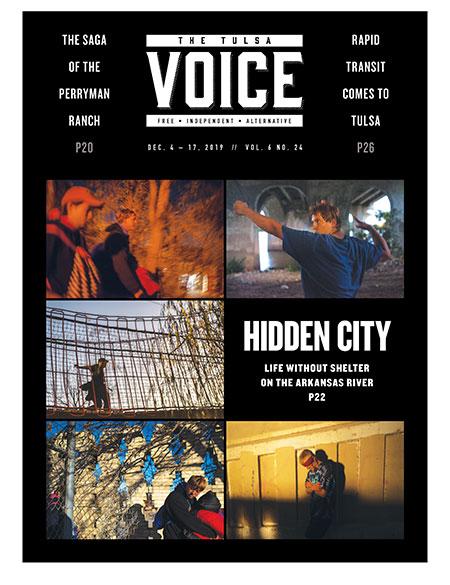 THE SAGA
OF THE
PERRYMAN
RANCH
P20
THE TULSA
VOICE
FREE • INDEPENDENT • ALTERNATIVE
DEC. 4 – 17, 2019 // VOL. 6 NO. 24
RAPID
TRANSIT
COMES TO
TULSA
P26
HIDDEN CITY
LIFE WITHOUT SHELTER
ON THE ARKANSAS RIVER
P22